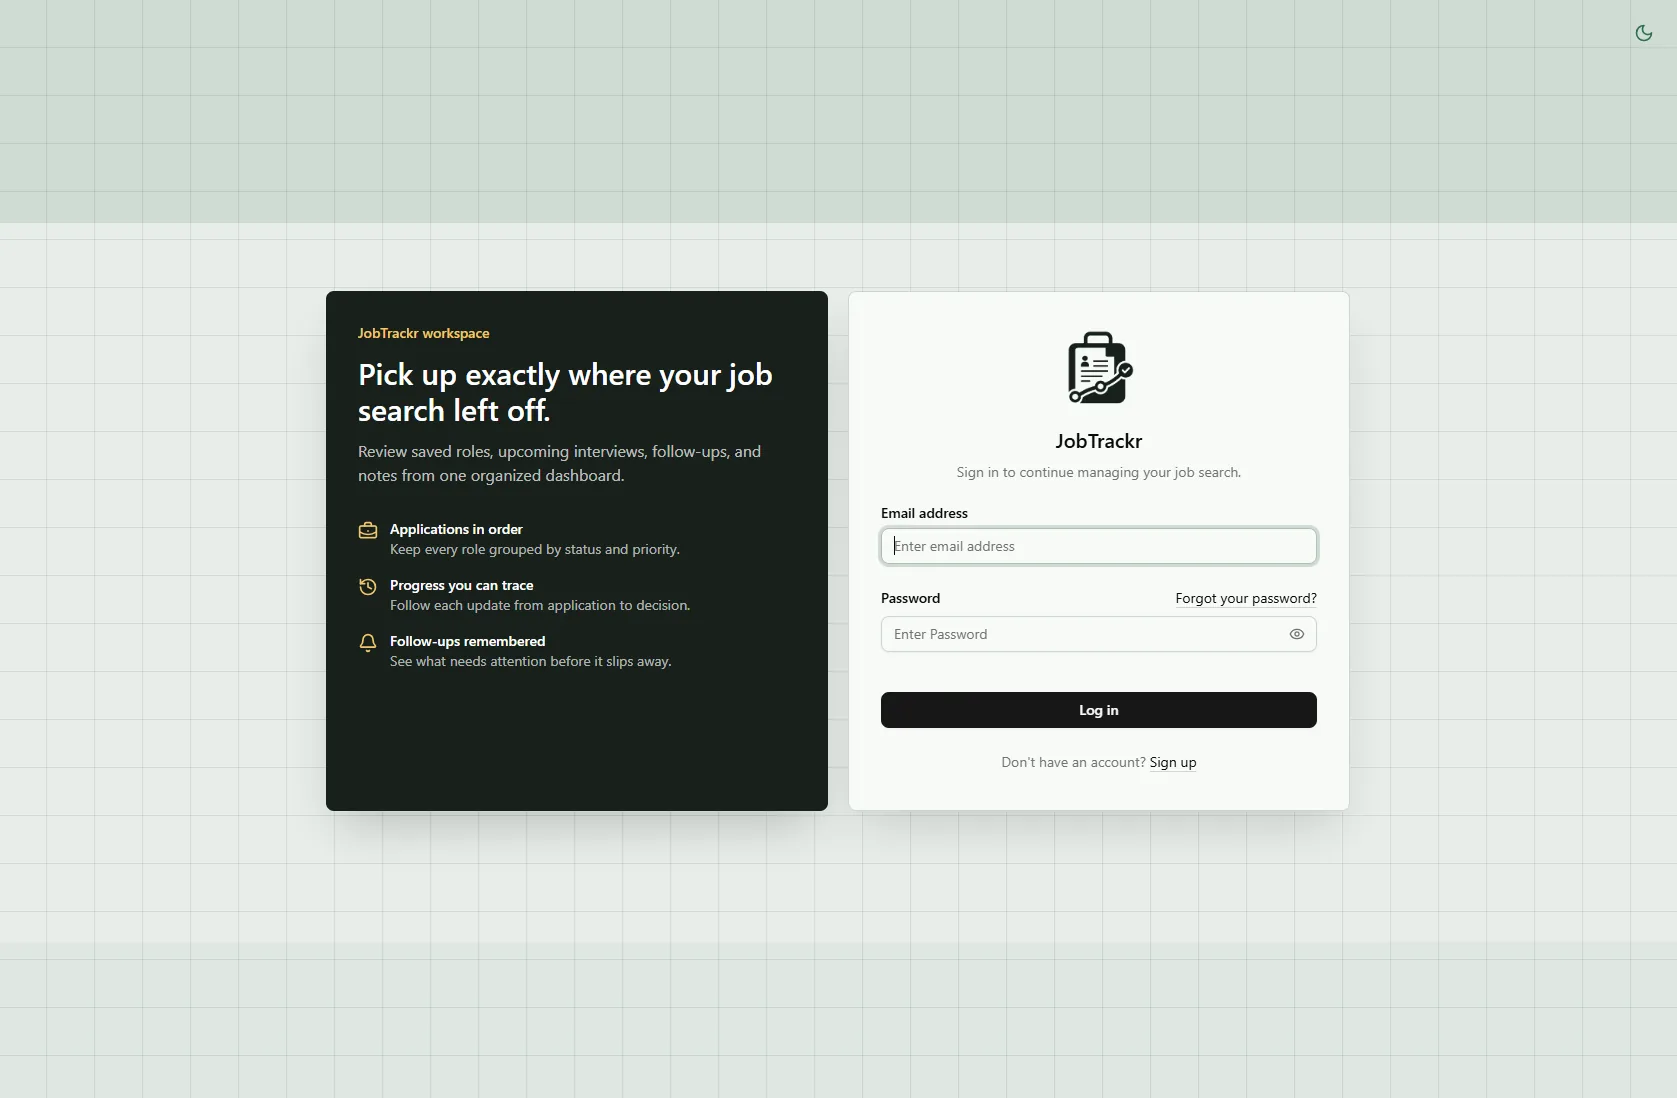 JobTrackr workspace
Pick up exactly where your job
search left off.
Review saved roles, upcoming interviews, follow-ups, and
notes from one organized dashboard.
Applications in order
Keep every role grouped by status and priority.
Progress you can trace
Follow each update from application to decision.
Follow-ups remembered
See what needs attention before it slips away.
JobTrackr
Sign in to continue managing your job search.
Email address
Enter email address
Password
Forgot your password?
Enter Password
Log in
Don't have an account? Sign up